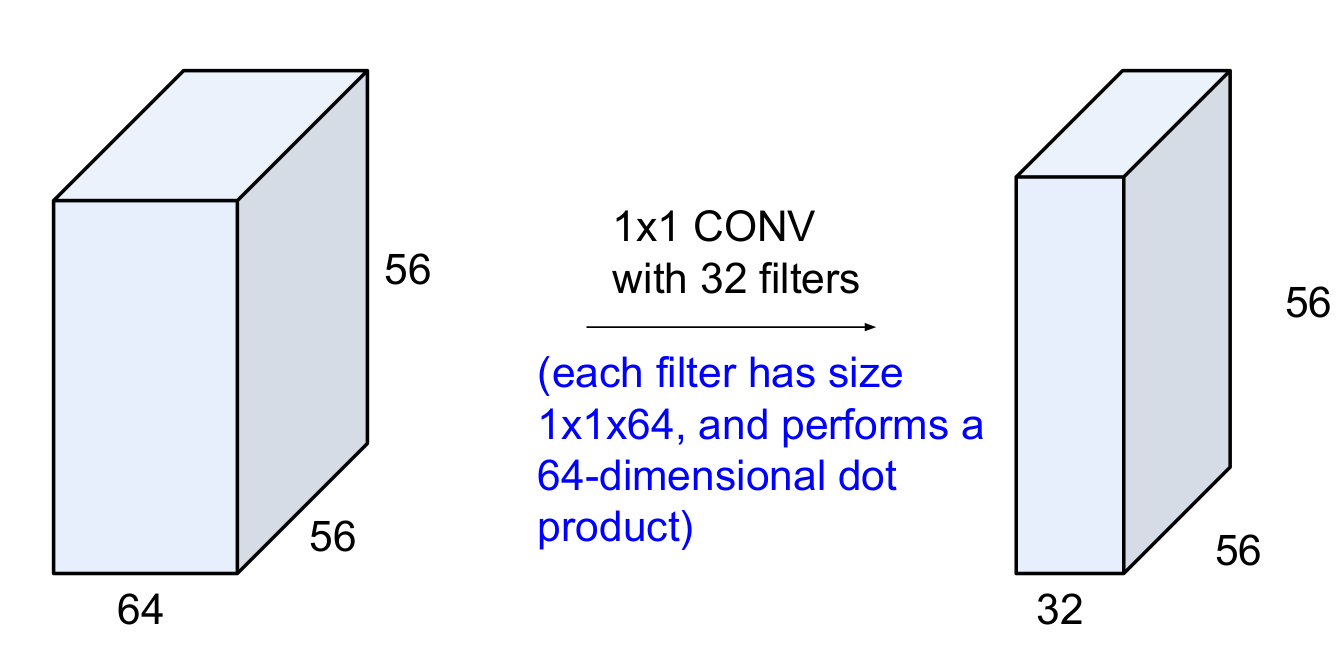 56
56
64
1x1 CONV
with 32 filters
(each filter has size
1x1x64, and performs a
64-dimensional dot
product)
56
56
32